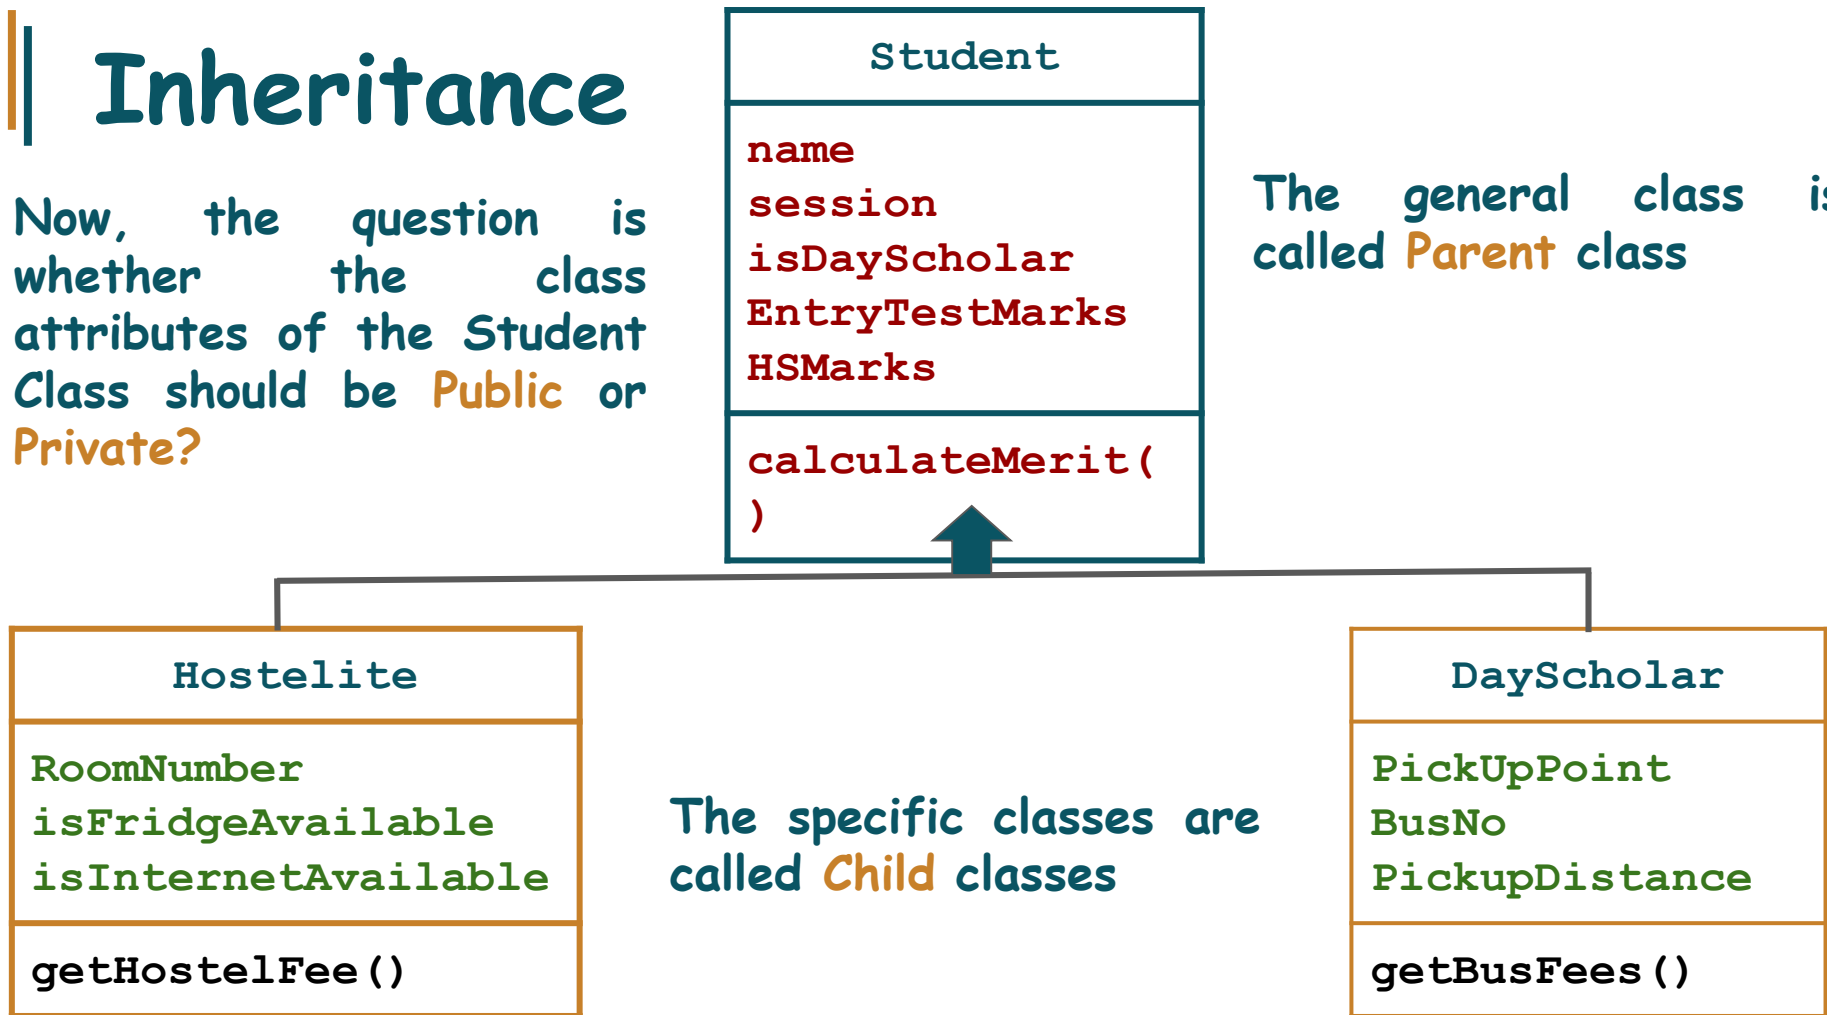 Inheritance
Now, the question is
whether the class
attributes of the Student
Class should be Public or
Private?
Student
name
session
isDayScholar
EntryTestMarks
HSMarks
calculateMerit(
)
The general class is
called Parent class
Hostelite
RoomNumber
isFridgeAvailable
isInternetAvailable
getHostelFee()
The specific classes are
called Child classes
DayScholar
PickUpPoint
BusNo
PickupDistance
getBusFees()